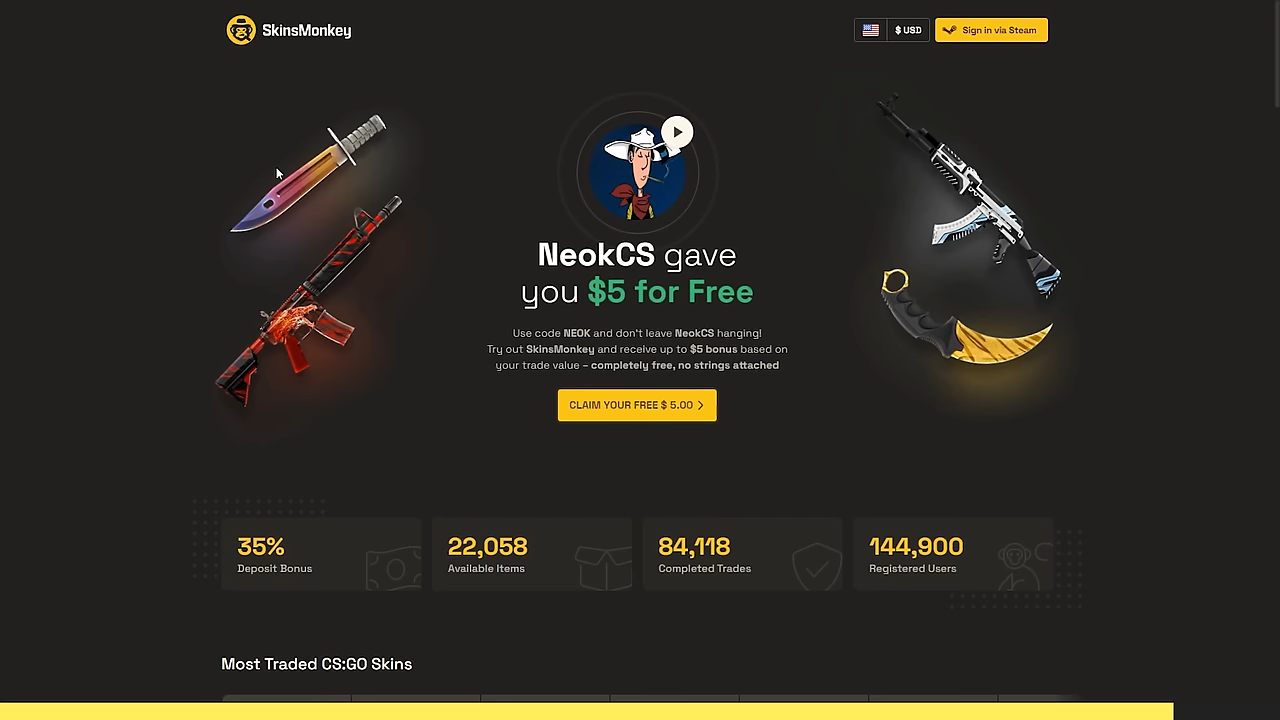 SkinsMonkey
$ USD
Sign in via Steam
NeokCS gave
you $5 for Free
Use code NEOK and don't leave NeokCS hanging!
Try out SkinsMonkey and receive up to $5 bonus based on
your trade value – completely free, no strings attached
CLAIM YOUR FREE $ 5.00
35%
Deposit Bonus
22,058
Available Items
84,118
Completed Trades
144,900
Registered Users
Most Traded CS:GO Skins